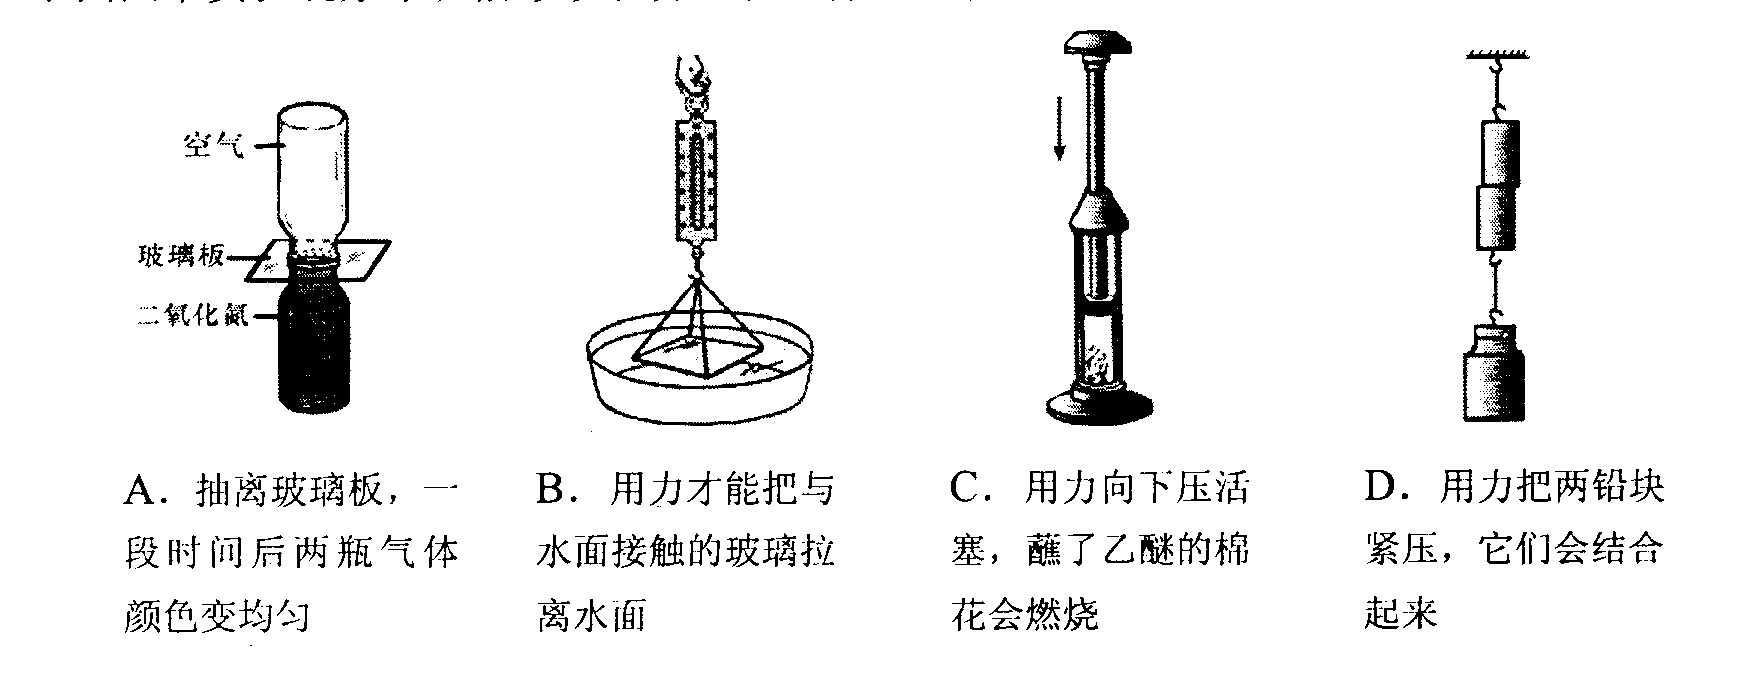 空气
玻璃板
二氧化氮
A．抽离玻璃板，一
段时间后两瓶气体
颜色变均匀
B．用力才能把与
水面接触的玻璃拉
离水面
C．用力向下压活
塞，蘸了乙醚的棉
花会燃烧
D．用力把两铅块
紧压，它们会结合
起来